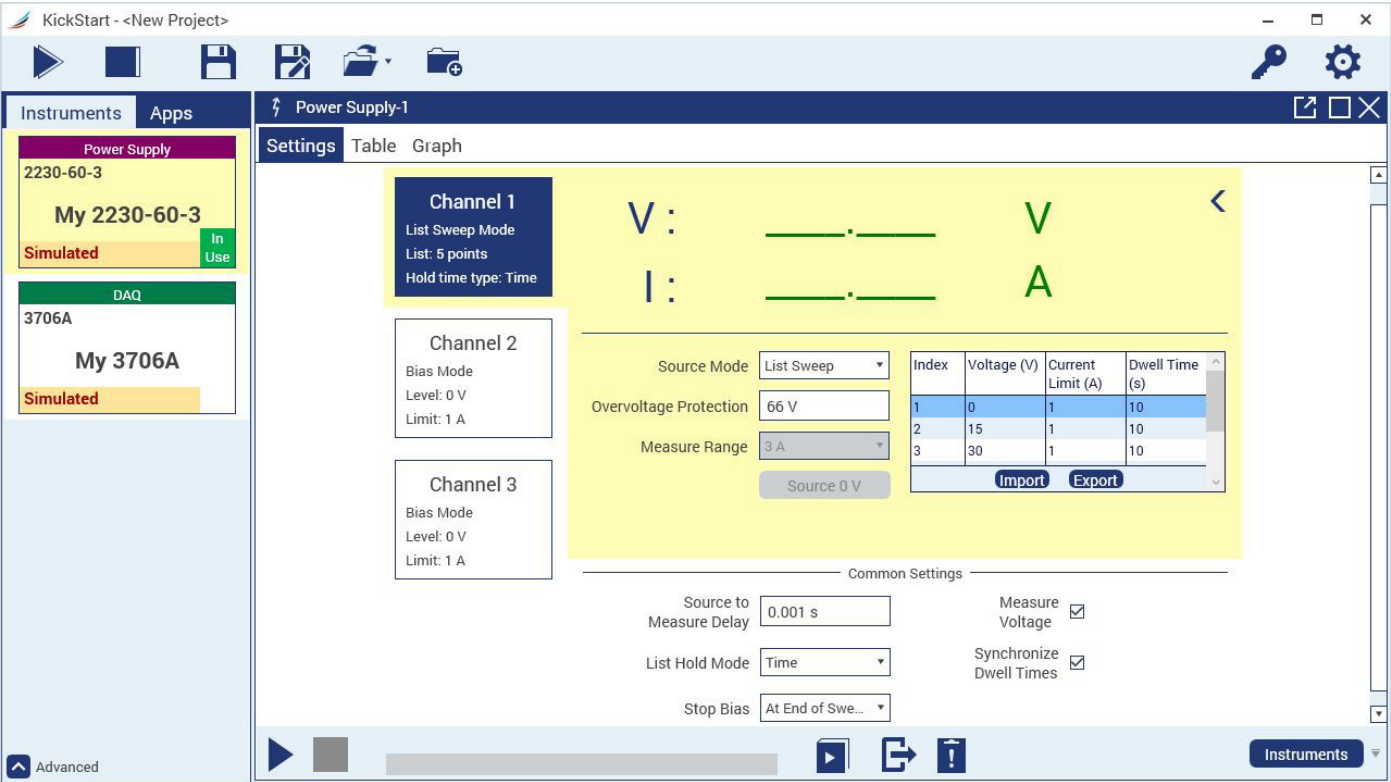 KickStart - <New Project>
Instruments Apps
Power Supply
2230-60-3
My 2230-60-3
Simulated
In
Use
DAQ
3706A
My 3706A
Simulated
Advanced
Power Supply-1
Settings Table Graph
Channel 1
List Sweep Mode
List: 5 points
Hold time type: Time
Channel 2
Bias Mode
Level: 0 V
Limit: 1 A
Channel 3
Bias Mode
Level: 0 V
Limit: 1 A
V : ___.___ V
I : ___.___ A
Source Mode List Sweep
Overvoltage Protection 66 V
Measure Range 3 A
Source 0 V
Index Voltage (V) Current Limit (A) Dwell Time (s)
1 0 1 10
2 15 1 10
3 30 1 10
Import Export
Common Settings
Source to
Measure Delay 0.001 s
Measure
Voltage
List Hold Mode Time
Synchronize
Dwell Times
Stop Bias At End of Swe...
Instruments